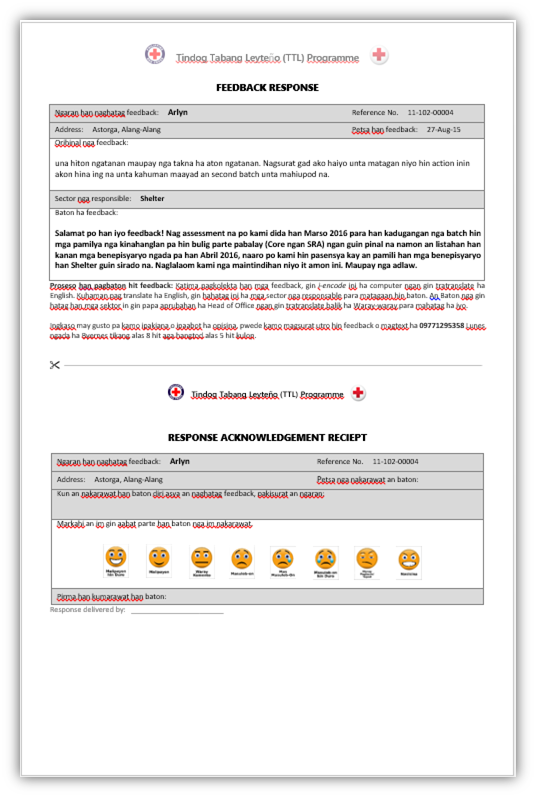 Tindog Tabang Leyteño (TTL) Programme
FEEDBACK RESPONSE
Ngaran han naghatag feedback: Arlyn Reference No. 11-102-00004
Address: Astorga, Alang-Alang Petsa han feedback: 27-Aug-15
Orihinal nga feedback:
una hiton ngatanan maupay nga takna ha aton ngatanan. Nagsurat gad ako haiyo unta matagan niyo hin action inin
akon hina ing na unta kahuman maayad an second batch unta mahiupod na.
Sector nga responsible: Shelter
Baton ha feedback:
Salamat po han iyo feedback! Nag assessment na po kami dida han Marso 2016 para han kadugangan nga batch hin
mga pamilya nga kinahanglan pa hin bulig parte pabalay (Core ngan SRA) ngan guin pinal na namon an listahan han
kanan mga benepisyaryo ngada pa han Abril 2016, naaro po kami hin pasensya kay an pamili han mga benepisyaryo
han Shelter guin sirado na. Naglalaom kami nga maintindihan niyo it amon ini. Maupay nga adlaw.
Proseso han pagbaton hit feedback: Katima pagkolekta han mga feedback, gin i-encode ini ha computer ngan gin tratranslate ha
English. Kuhaman pag translate ha English, gin hahatag ini ha mga sector nga responsable para matagaan hin baton. An Baton nga gin
hatag han mga sektor in gin papa aprubahan ha Head of Office ngan gin tratranslate balik ha Waray-waray para mahatag ha iyo.
Ingkaso may gusto pa kamo ipakiana o ipaabot ha opisina, pwede kamo magsurat utro hin feedback o magtext ha 09771295358 Lunes
ngada ha Byernes tikang alas 8 hit aga hangtod alas 5 hit kulop.
Tindog Tabang Leyteño (TTL) Programme
RESPONSE ACKNOWLEDGEMENT RECIEPT
Ngaran han naghatag feedback: Arlyn Reference No. 11-102-00004
Address: Astorga, Alang-Alang Petsa nga nakarawat an baton:
Kun an nakarawat han baton diri asya an naghatag feedback, pakisurat an ngaran:
Markahi an im gin aabat parte han baton nga im nakarawat.
Malipayon hin Duro Malipayon Waray Kasamba Masulub-on Mas Masulub-On Masulub-on hin Duro
Pirma han kumarawat han baton:
Response delivered by: